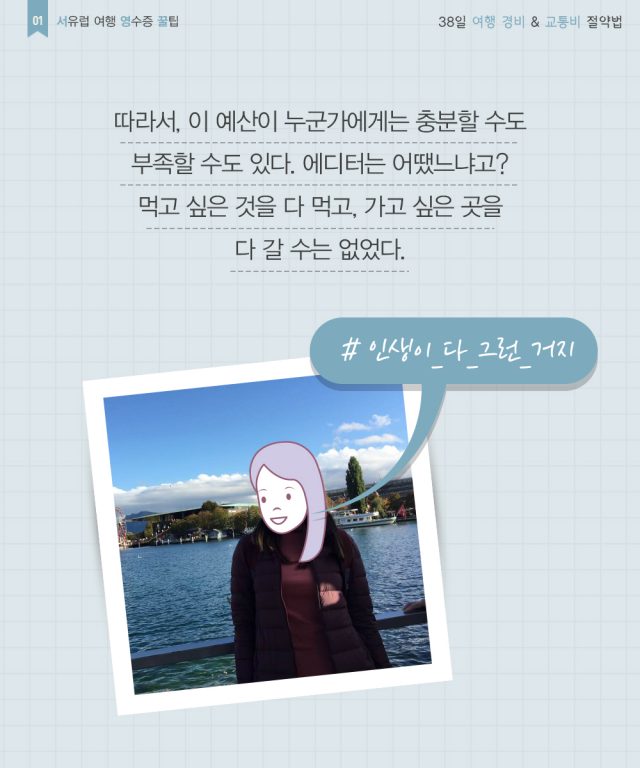 01 서유럽 여행 영수증 꿀팁
38일 여행 경비 & 교통비 절약법
따라서, 이 예산이 누군가에게는 충분할 수도
부족할 수도 있다. 에디터는 어땠느냐고?
먹고 싶은 것을 다 먹고, 가고 싶은 곳을
다 갈 수는 없었다.
# 인생이_다_그런_거지